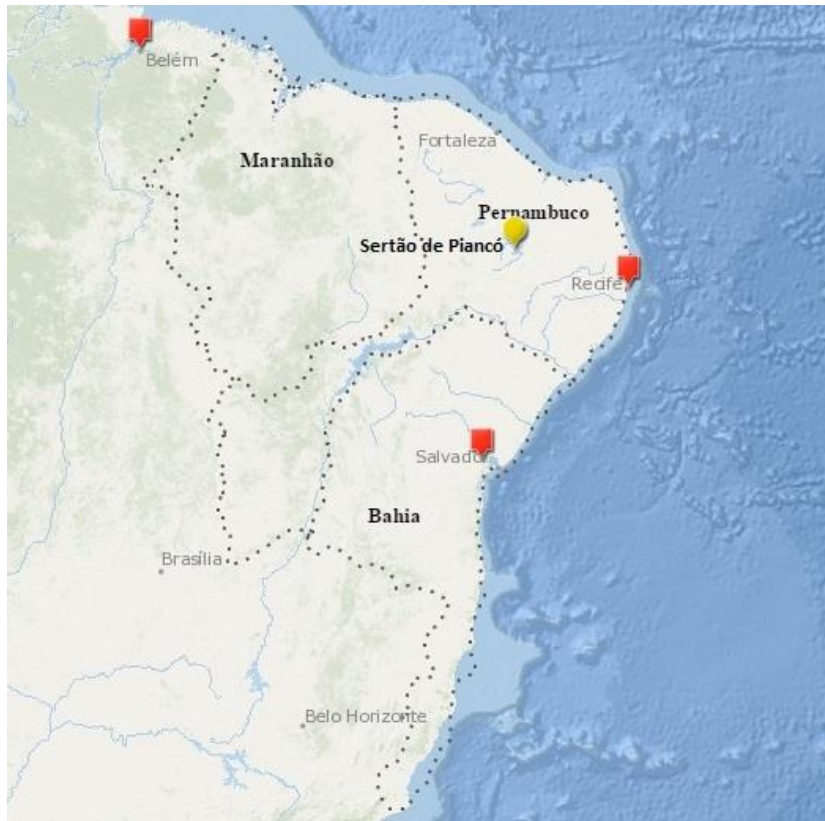 Belém
Fortaleza
Maranhão
Pernambuco
Sertão de Piancó
Recife
Salvador
Bahia
Brasília
Belo Horizonte